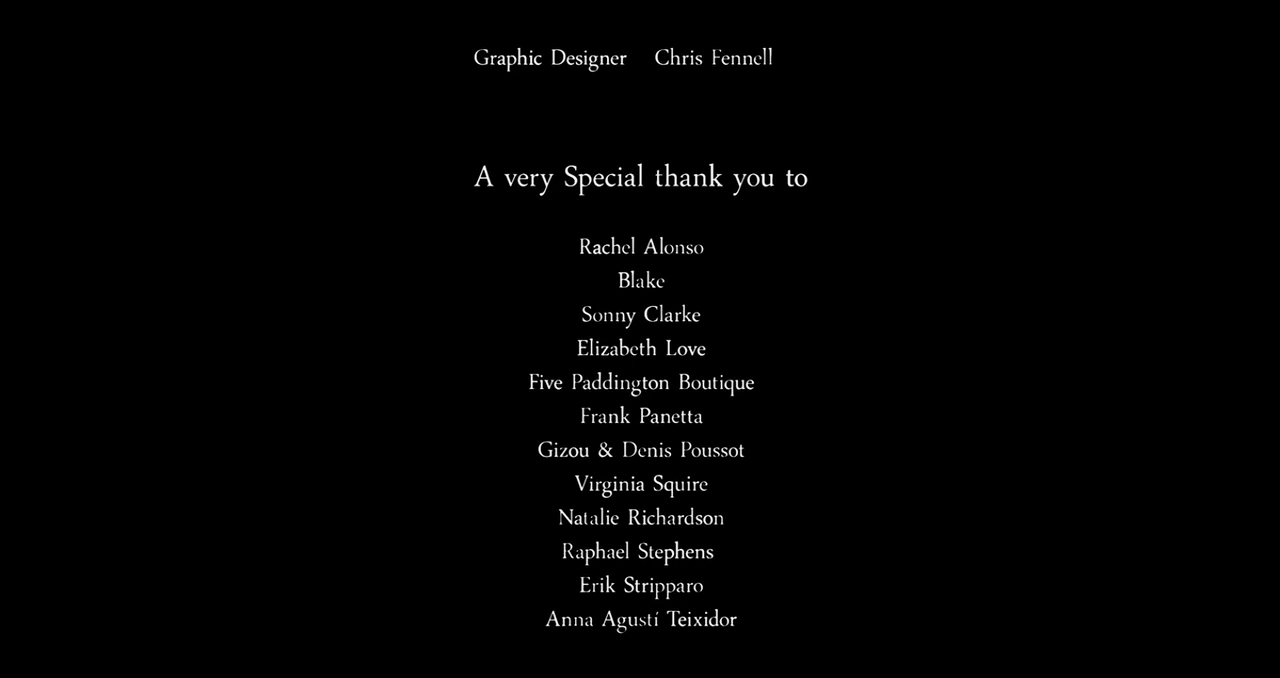 Graphic Designer Chris Fennell
A very Special thank you to
Rachel Alonso
Blake
Sonny Clarke
Elizabeth Love
Five Paddington Boutique
Frank Panetta
Gizou & Denis Poussot
Virginia Squire
Natalie Richardson
Raphael Stephens
Erik Stripparo
Anna Agustí Teixidor